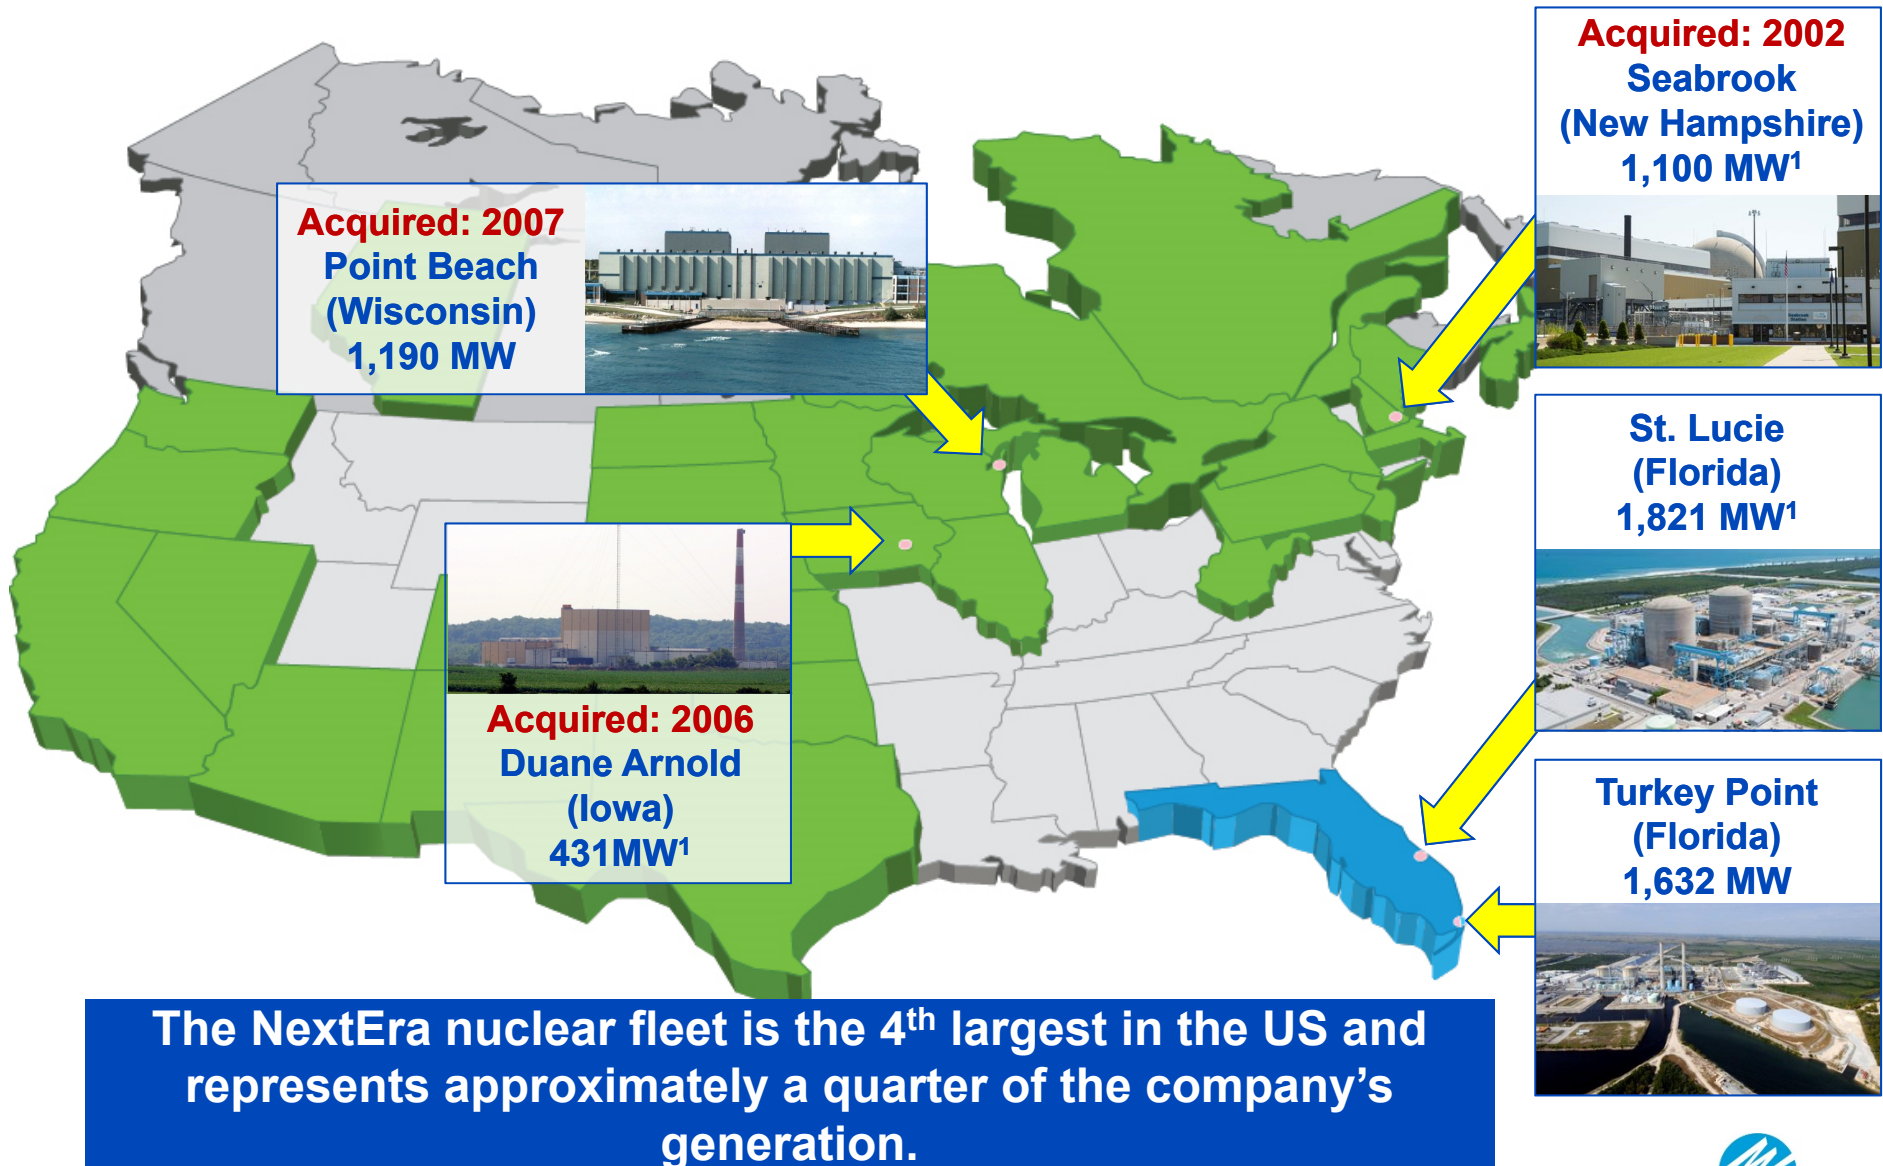 Acquired: 2002
Seabrook
(New Hampshire)
1,100 MW¹
Acquired: 2007
Point Beach
(Wisconsin)
1,190 MW
St. Lucie
(Florida)
1,821 MW¹
Acquired: 2006
Duane Arnold
(Iowa)
431MW¹
Turkey Point
(Florida)
1,632 MW
The NextEra nuclear fleet is the 4th largest in the US and
represents approximately a quarter of the company's
generation.